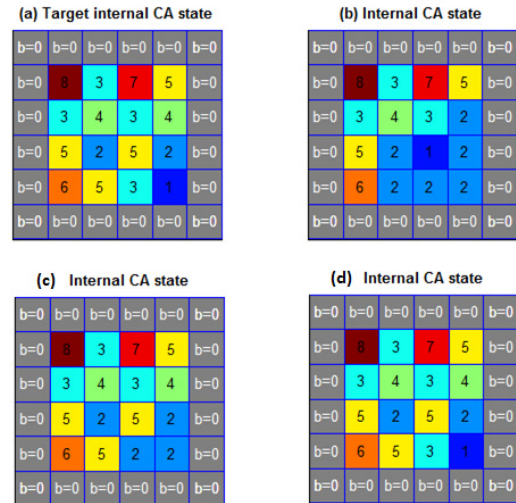 (a) Target internal CA state
b=0 b=0 b=0 b=0 b=0 b=0
b=0 8 3 7 5 b=0
b=0 3 4 3 4 b=0
b=0 5 2 5 2 b=0
b=0 6 5 3 1 b=0
b=0 b=0 b=0 b=0 b=0 b=0
(b) Internal CA state
b=0 b=0 b=0 b=0 b=0 b=0
b=0 8 3 7 5 b=0
b=0 3 4 3 2 b=0
b=0 5 2 1 2 b=0
b=0 6 2 2 2 b=0
b=0 b=0 b=0 b=0 b=0 b=0
(c) Internal CA state
b=0 b=0 b=0 b=0 b=0 b=0
b=0 8 3 7 5 b=0
b=0 3 4 3 4 b=0
b=0 5 2 5 2 b=0
b=0 6 5 2 2 b=0
b=0 b=0 b=0 b=0 b=0 b=0
(d) Internal CA state
b=0 b=0 b=0 b=0 b=0 b=0
b=0 8 3 7 5 b=0
b=0 3 4 3 4 b=0
b=0 5 2 5 2 b=0
b=0 6 5 3 1 b=0
b=0 b=0 b=0 b=0 b=0 b=0